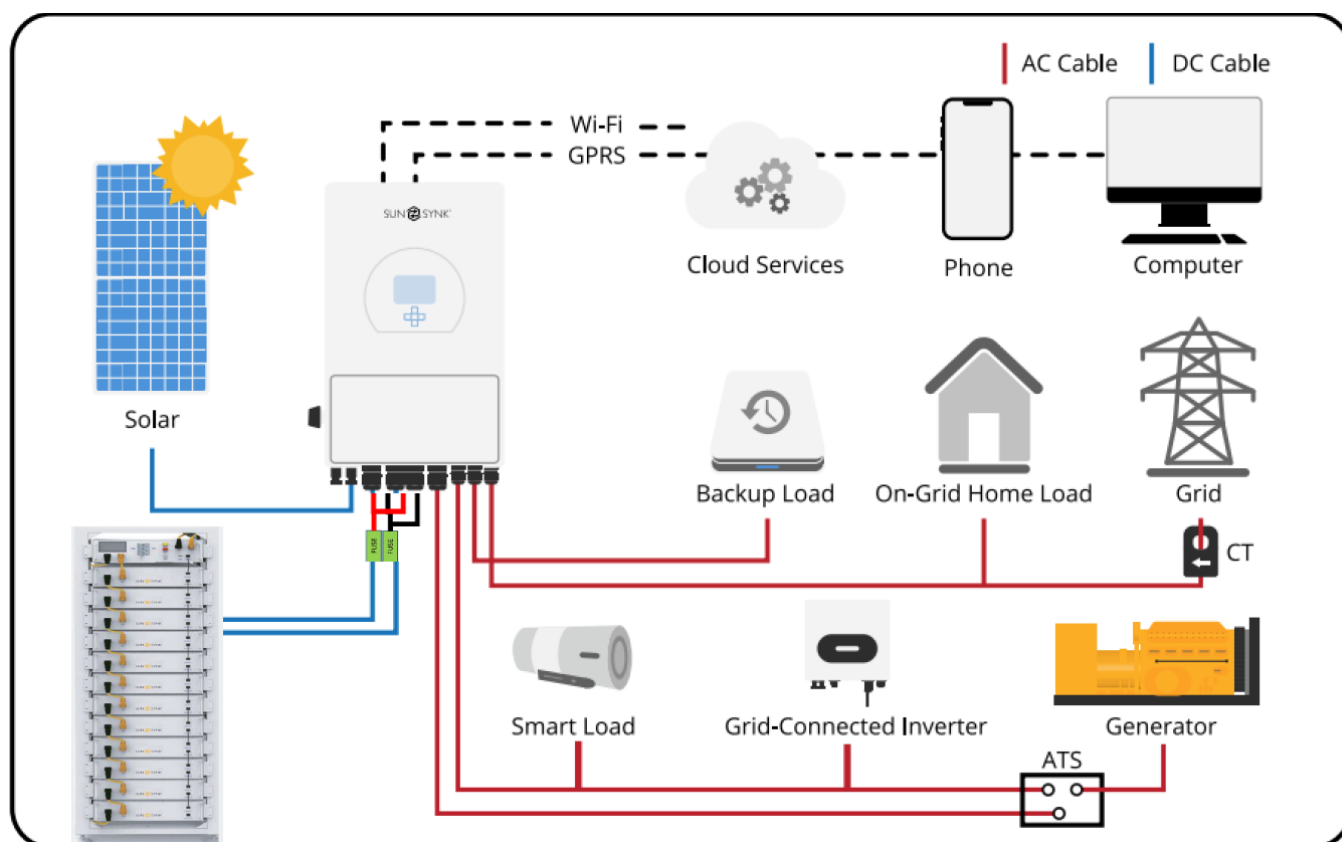 AC Cable
DC Cable
Wi-Fi
GPRS
SUN SYNK
Cloud Services
Phone
Computer
Solar
Backup Load
On-Grid Home Load
Grid
CT
FUSE
FUSE
Smart Load
Grid-Connected Inverter
Generator
ATS